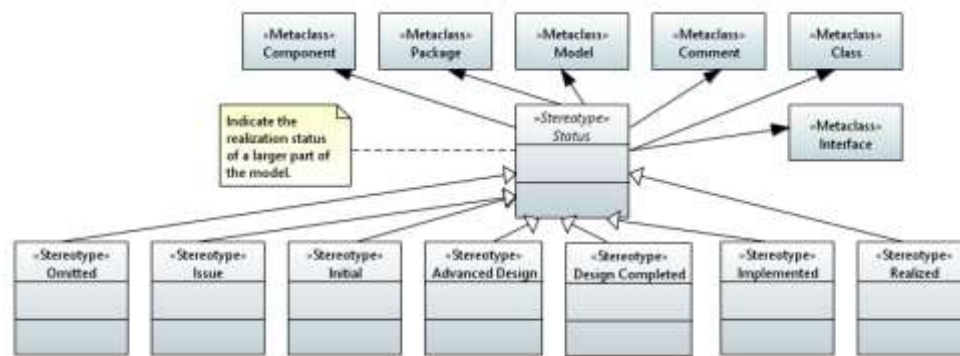 «Metaclass»
Component
«Metaclass»
Package
«Metaclass»
Model
«Metaclass»
Comment
«Metaclass»
Class
Indicate the
realization status
of a larger part of
the model.
«Stereotype»
Status
«Metaclass»
Interface
«Stereotype»
Omitted
«Stereotype»
Issue
«Stereotype»
Initial
«Stereotype»
Advanced Design
«Stereotype»
Design Completed
«Stereotype»
Implemented
«Stereotype»
Realized